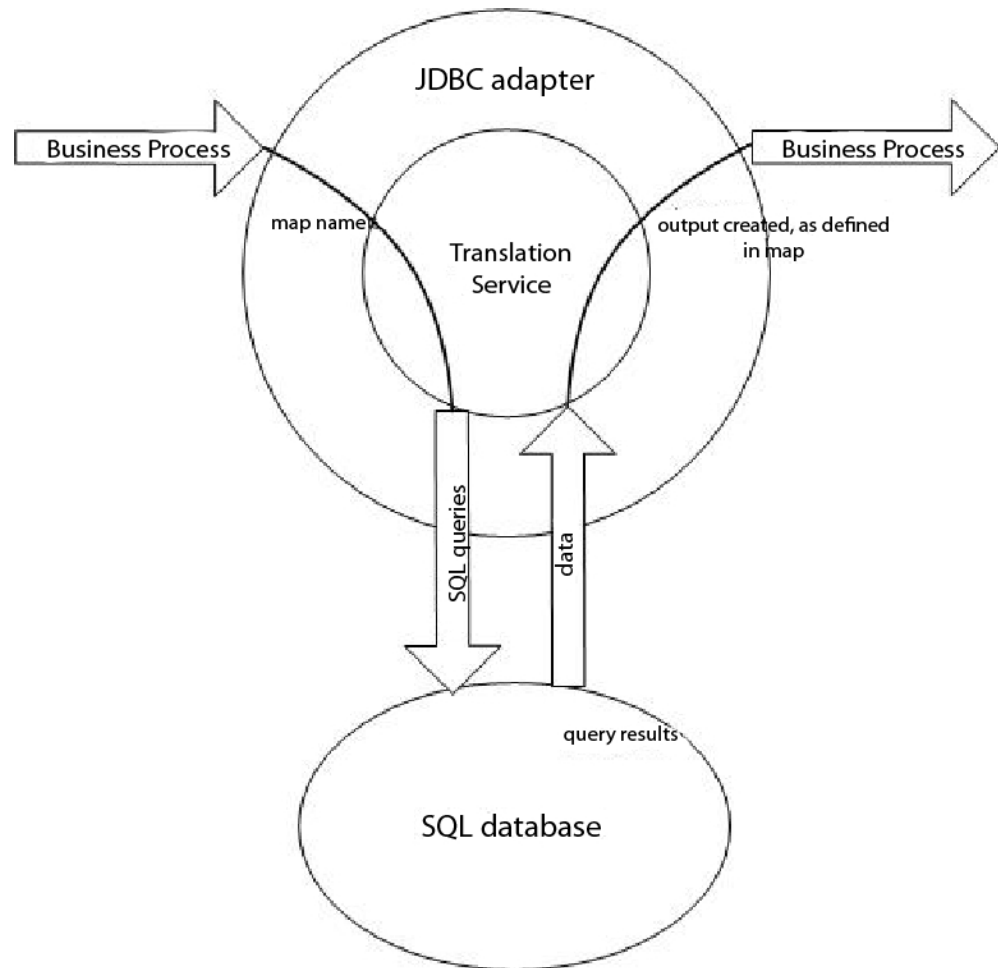 JDBC adapter
Business Process
Business Process
map name
output created, as defined
in map
Translation
Service
SQL queries
data
query results
SQL database